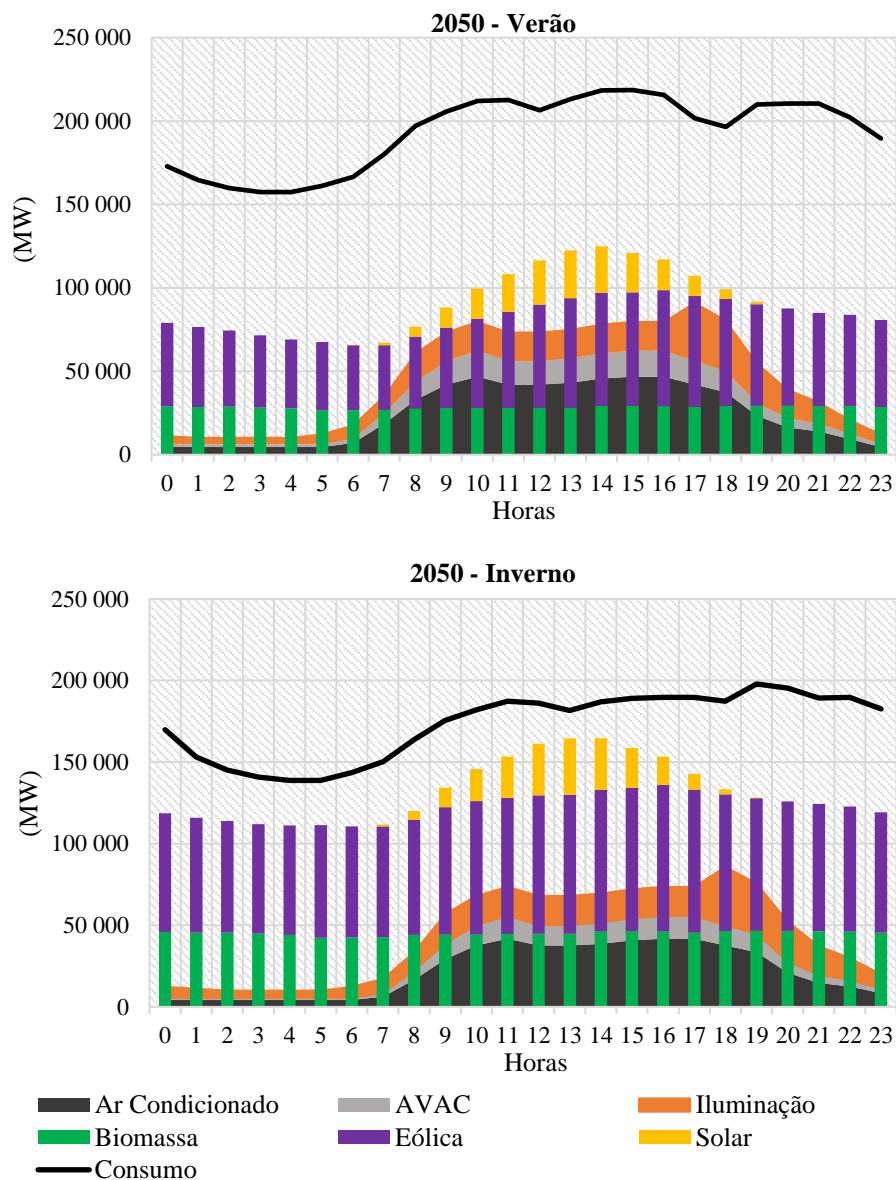 2050 - Verão
250 000
200 000
150 000
(MW)
100 000
50 000
0
0 1 2 3 4 5 6 7 8 9 10 11 12 13 14 15 16 17 18 19 20 21 22 23
Horas
2050 - Inverno
250 000
200 000
150 000
(MW)
100 000
50 000
0
0 1 2 3 4 5 6 7 8 9 10 11 12 13 14 15 16 17 18 19 20 21 22 23
Horas
Ar Condicionado AVAC Iluminação
Biomassa Eólica Solar
Consumo